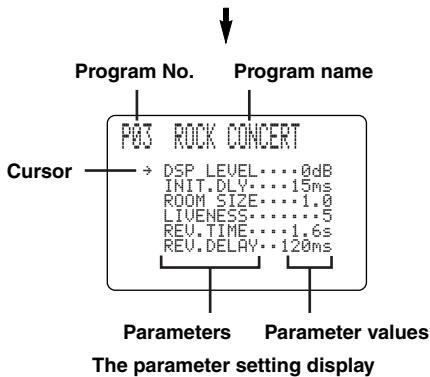 Program No. Program name
P03 ROCK CONCERT
Cursor → DSP LEVEL····0dB
INIT.DLY····15ms
ROOM SIZE····1.0
LIVENESS·······5
REV.TIME····1.6s
REV.DELAY··120ms
Parameters Parameter values
The parameter setting display